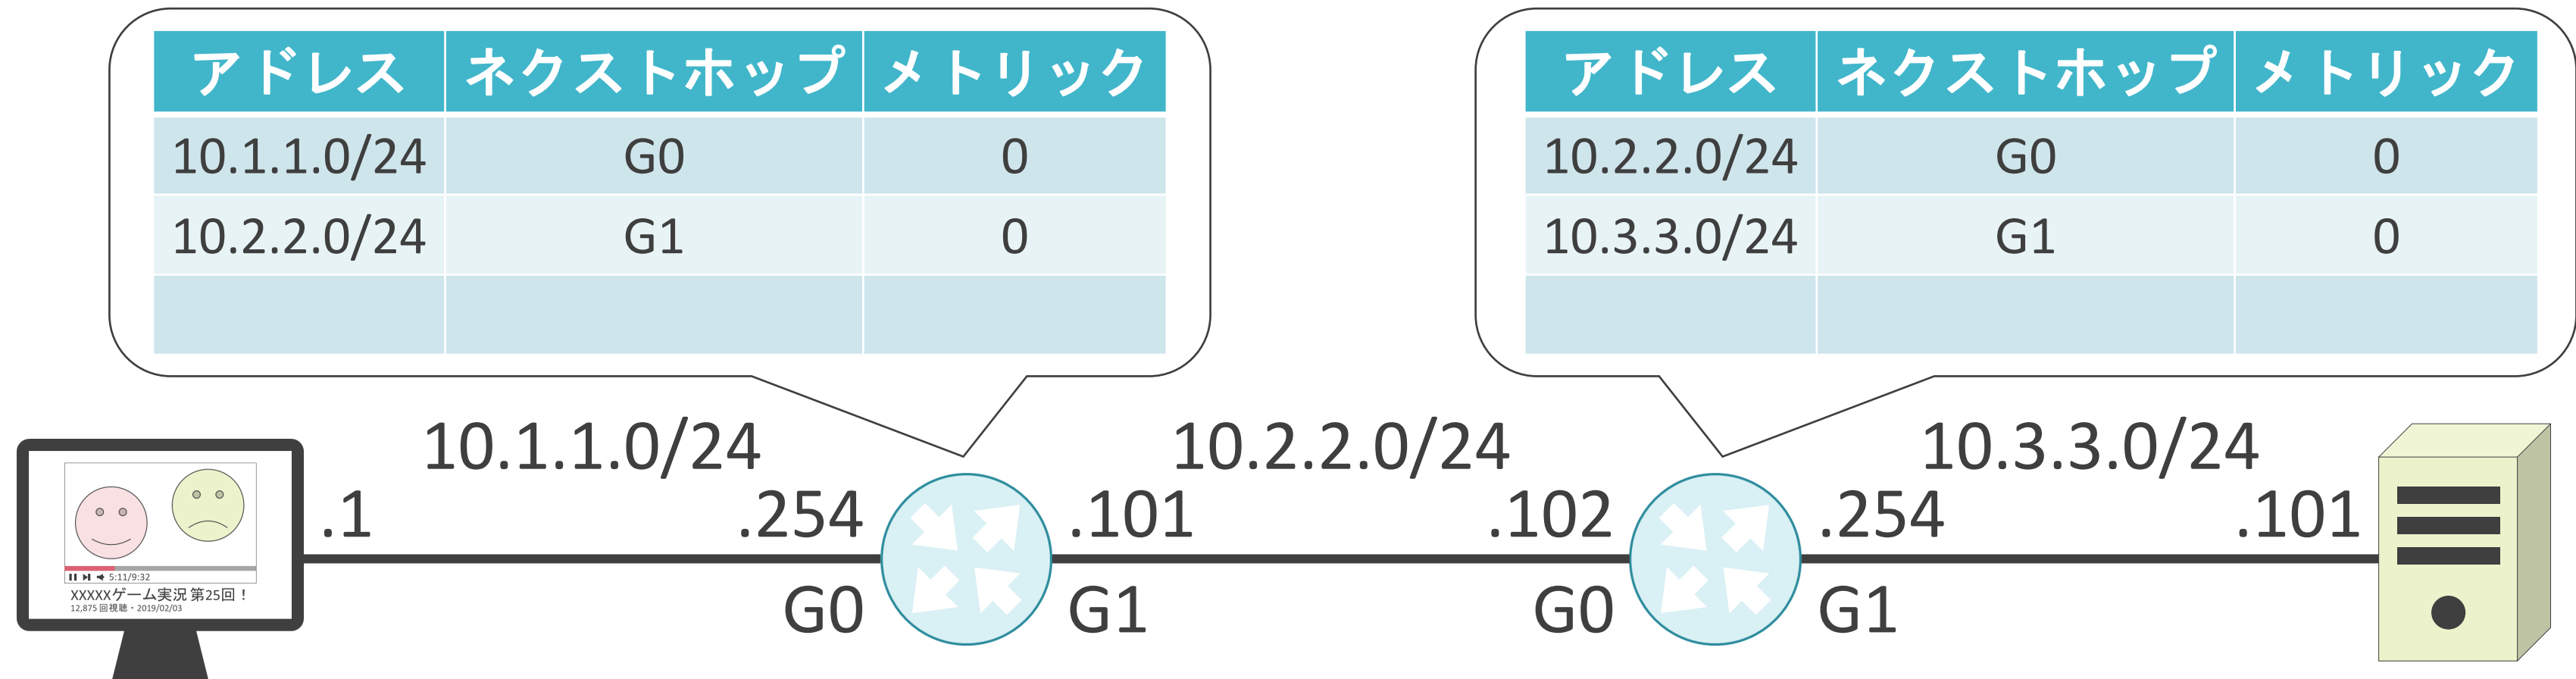 アドレス ネクストホップ メトリック
10.1.1.0/24 G0 0
10.2.2.0/24 G1 0
アドレス ネクストホップ メトリック
10.2.2.0/24 G0 0
10.3.3.0/24 G1 0
10.1.1.0/24 10.2.2.0/24 10.3.3.0/24
.1 .254 .101 .102 .254 .101
G0 G1 G0 G1
5:11/9:32
XXXXXゲーム実況 第25回！
12,875 回視聴・2019/02/03